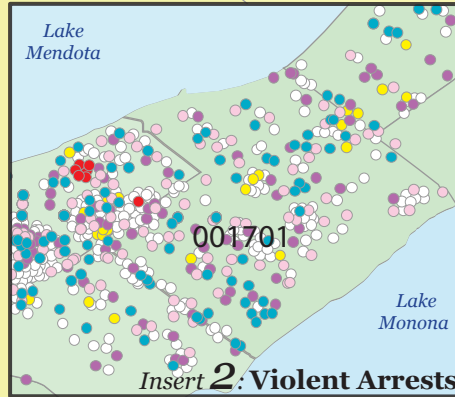 Lake
Mendota
001701
Lake
Monona
Insert 2: Violent Arrests